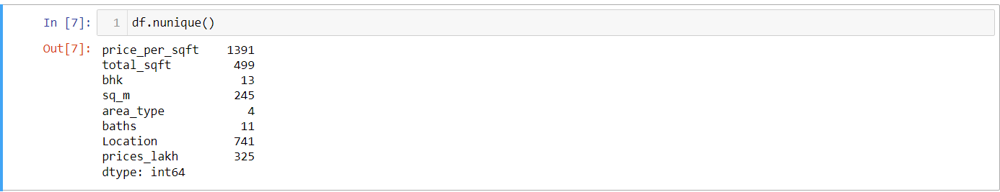 In [7]: 1 df.nunique()
Out[7]: price_per_sqft 1391
total_sqft 499
bhk 13
sq_m 245
area_type 4
baths 11
Location 741
prices_lakh 325
dtype: int64